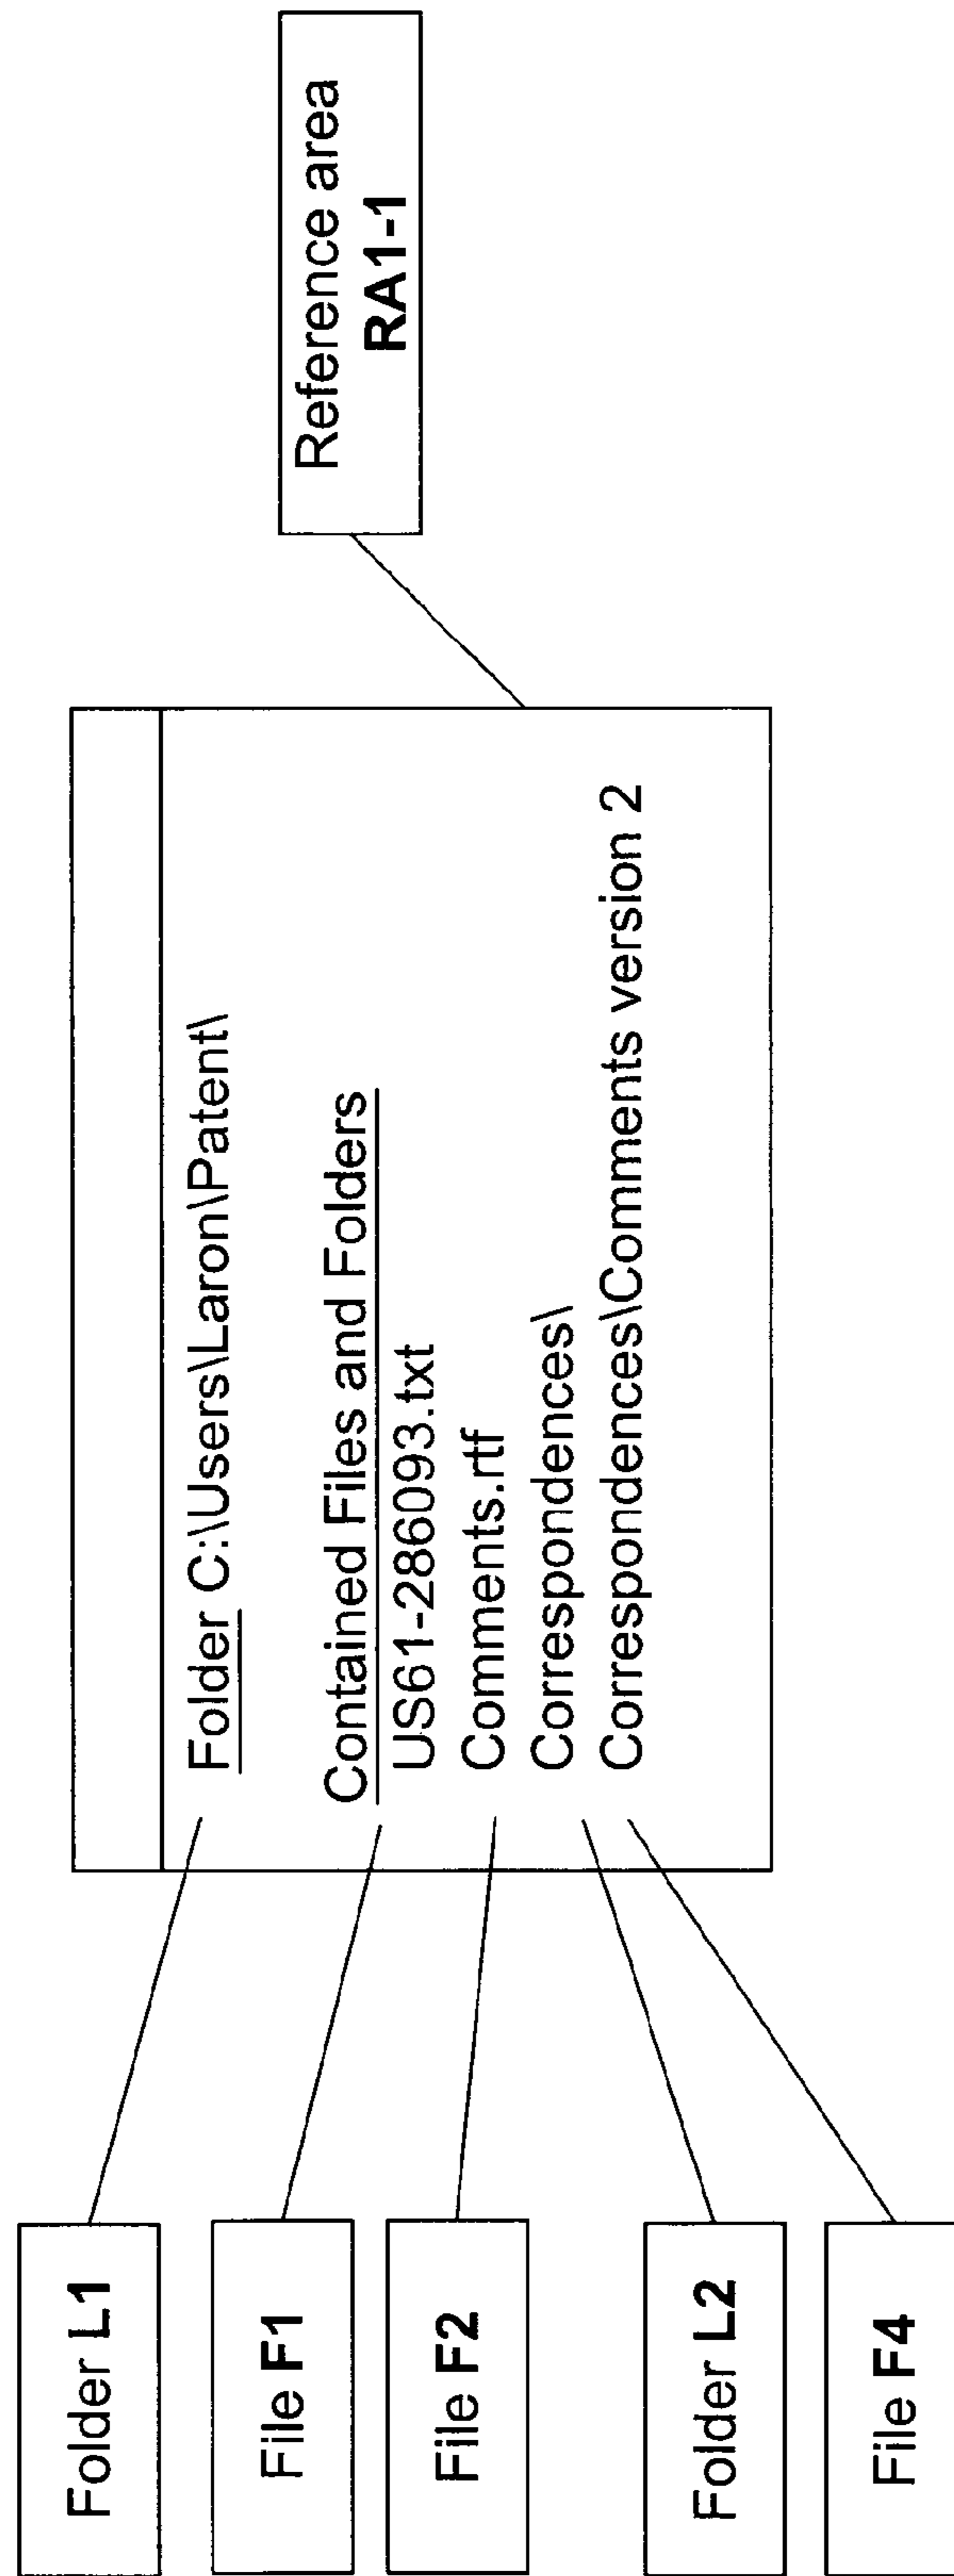 Reference area
RA1-1
Folder C:\Users\Laron\Patent\
Contained Files and Folders
US61-286093.txt
Comments.rtf
Correspondences\
Correspondences\Comments version 2
Folder L1
File F1
File F2
Folder L2
File F4